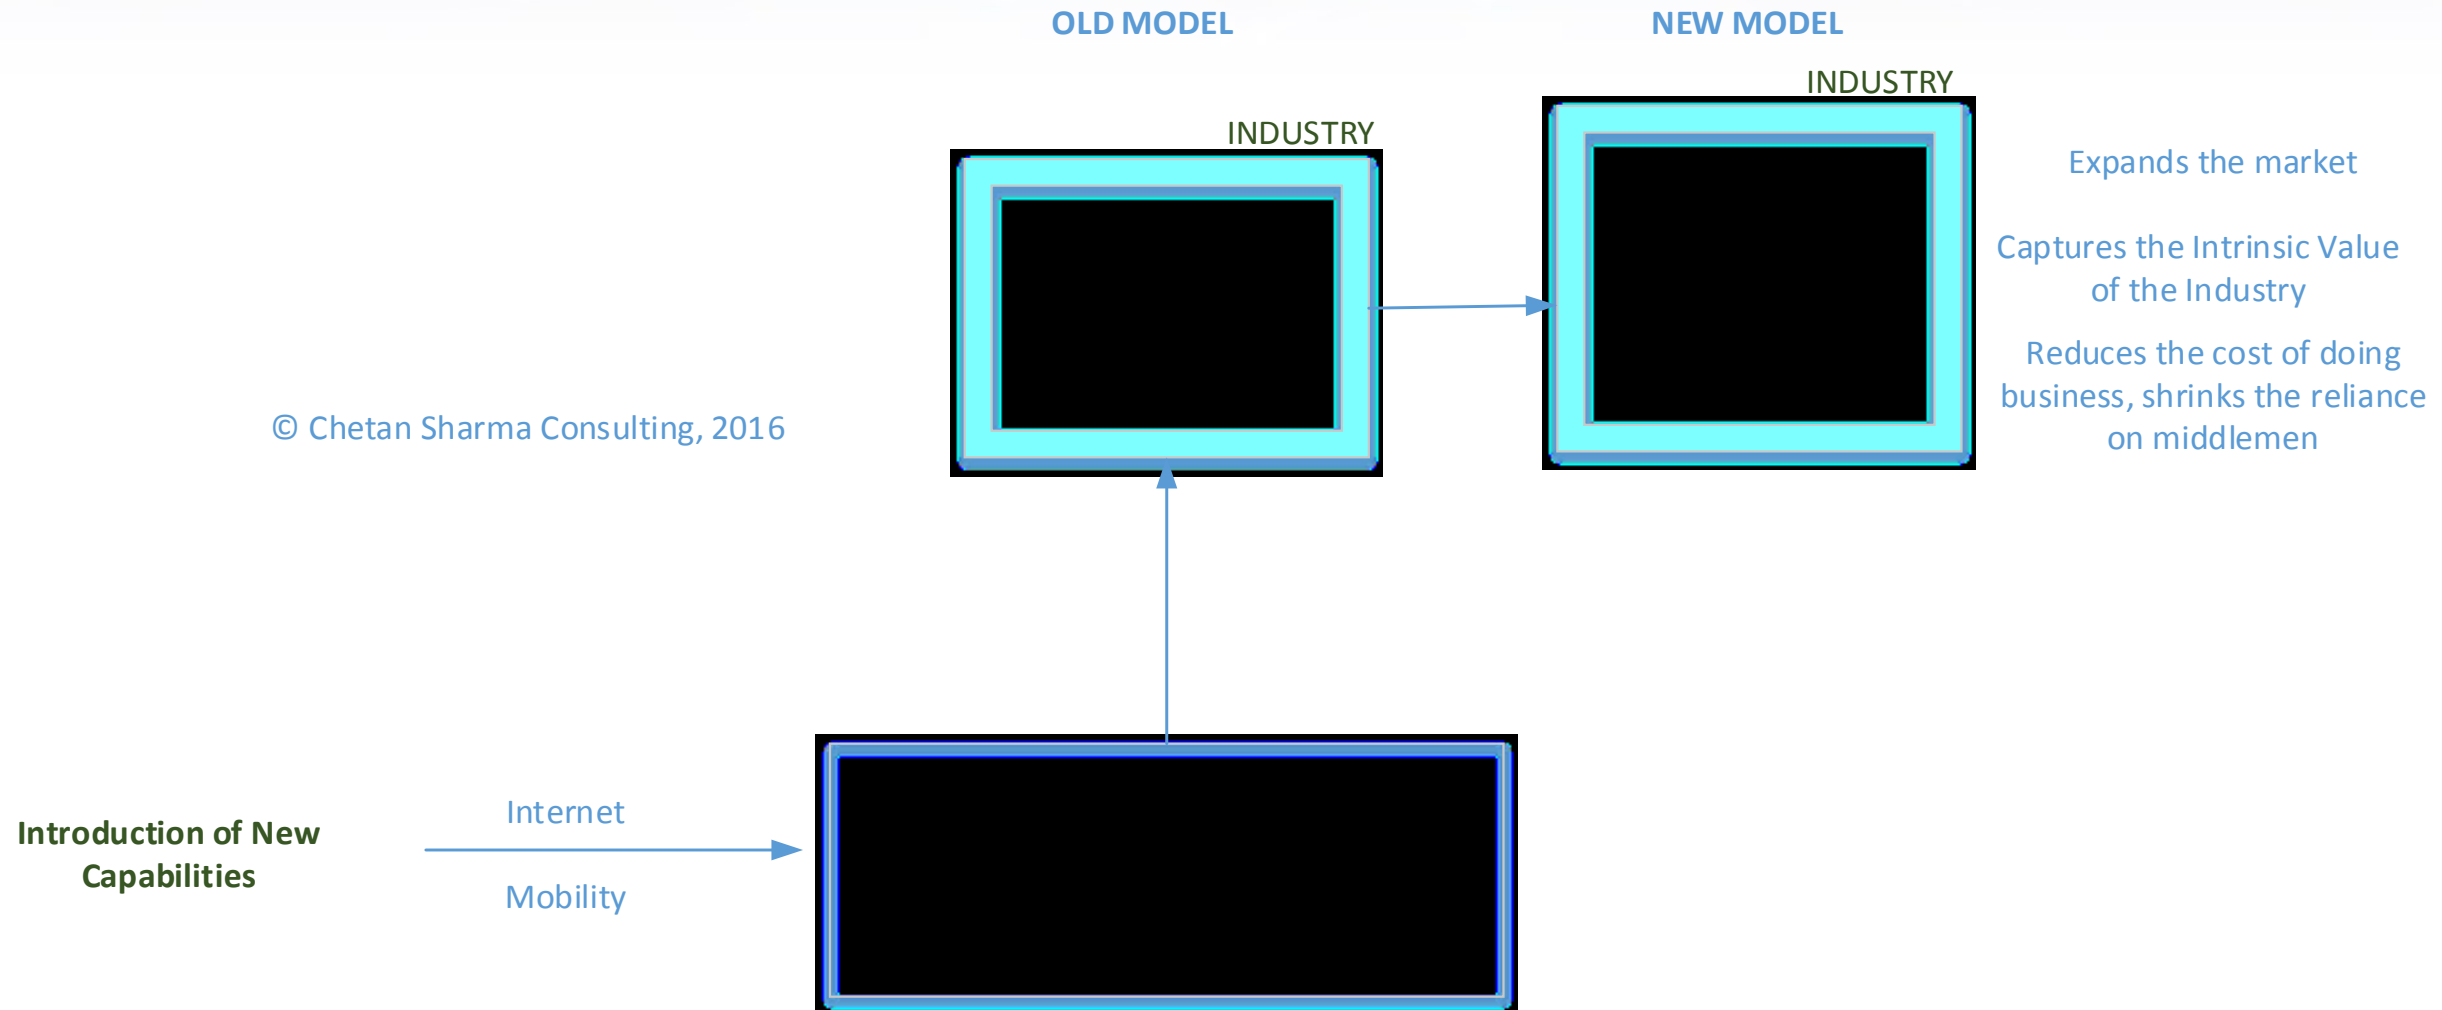 OLD MODEL
NEW MODEL
INDUSTRY
INDUSTRY
Expands the market
Captures the Intrinsic Value
of the Industry
Reduces the cost of doing
business, shrinks the reliance
on middlemen
© Chetan Sharma Consulting, 2016
Introduction of New
Capabilities
Internet
Mobility